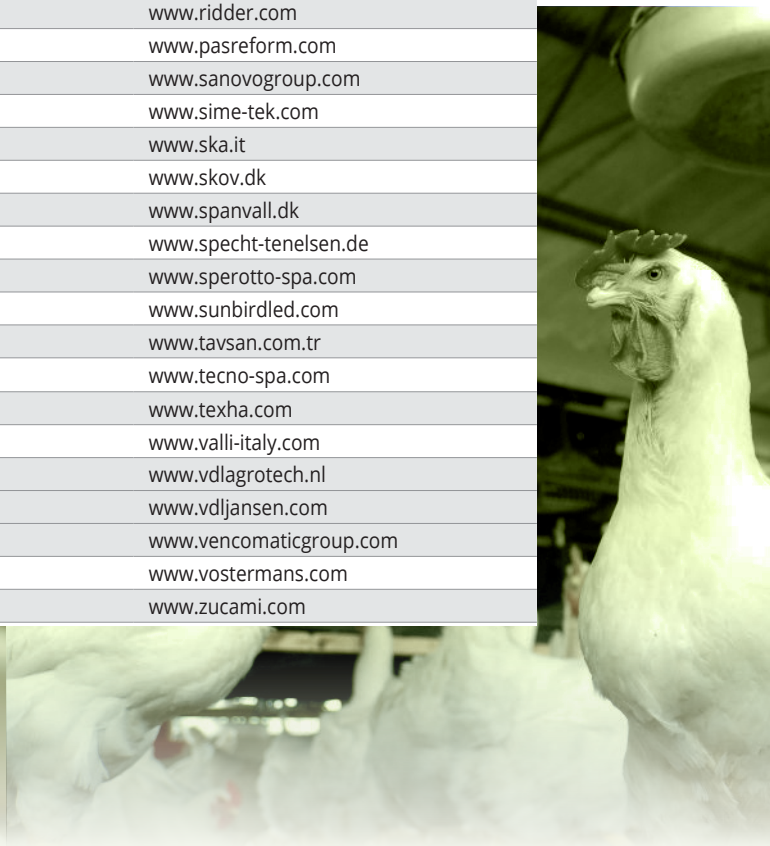 www.ridder.com
www.pasreform.com
www.sanovogroup.com
www.sime-tek.com
www.ska.it
www.skov.dk
www.spanvall.dk
www.specht-tenelsen.de
www.sperotto-spa.com
www.sunbirdled.com
www.tavsan.com.tr
www.tecno-spa.com
www.texha.com
www.valli-italy.com
www.vdlagrotech.nl
www.vdljansen.com
www.vencomaticgroup.com
www.vostermans.com
www.zucami.com